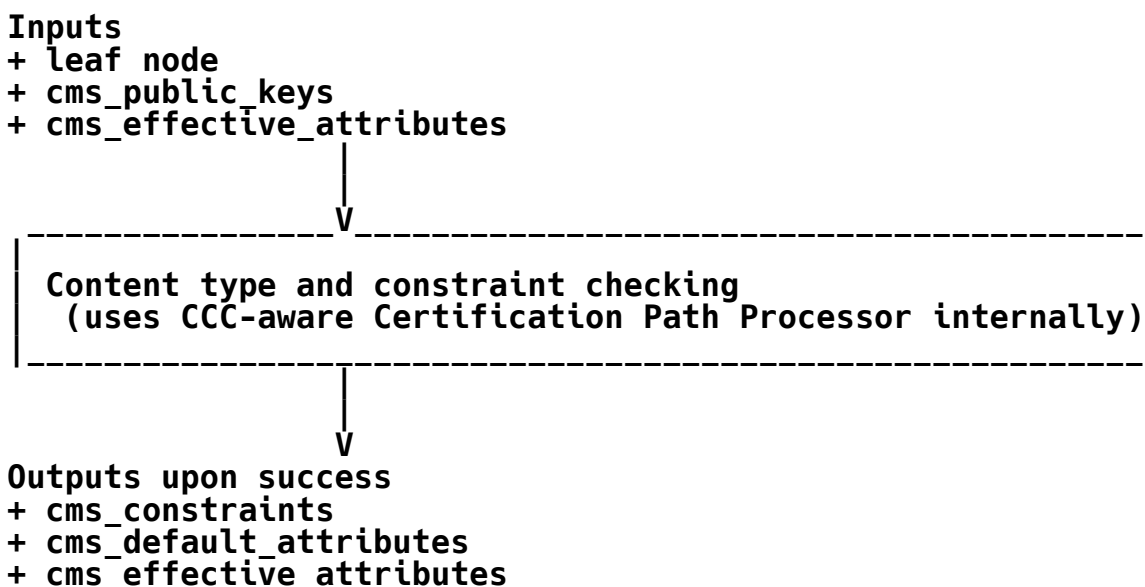 Inputs
+ leaf node
+ cms_public_keys
+ cms_effective_attributes
V
Content type and constraint checking
(uses CCC-aware Certification Path Processor internally)
V
Outputs upon success
+ cms_constraints
+ cms_default_attributes
+ cms_effective_attributes